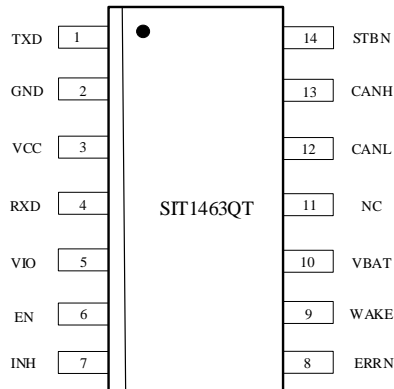 TXD 1 14 STBN
GND 2 13 CANH
VCC 3 12 CANL
RXD 4 SIT1463QT 11 NC
VIO 5 10 VBAT
EN 6 9 WAKE
INH 7 8 ERRN